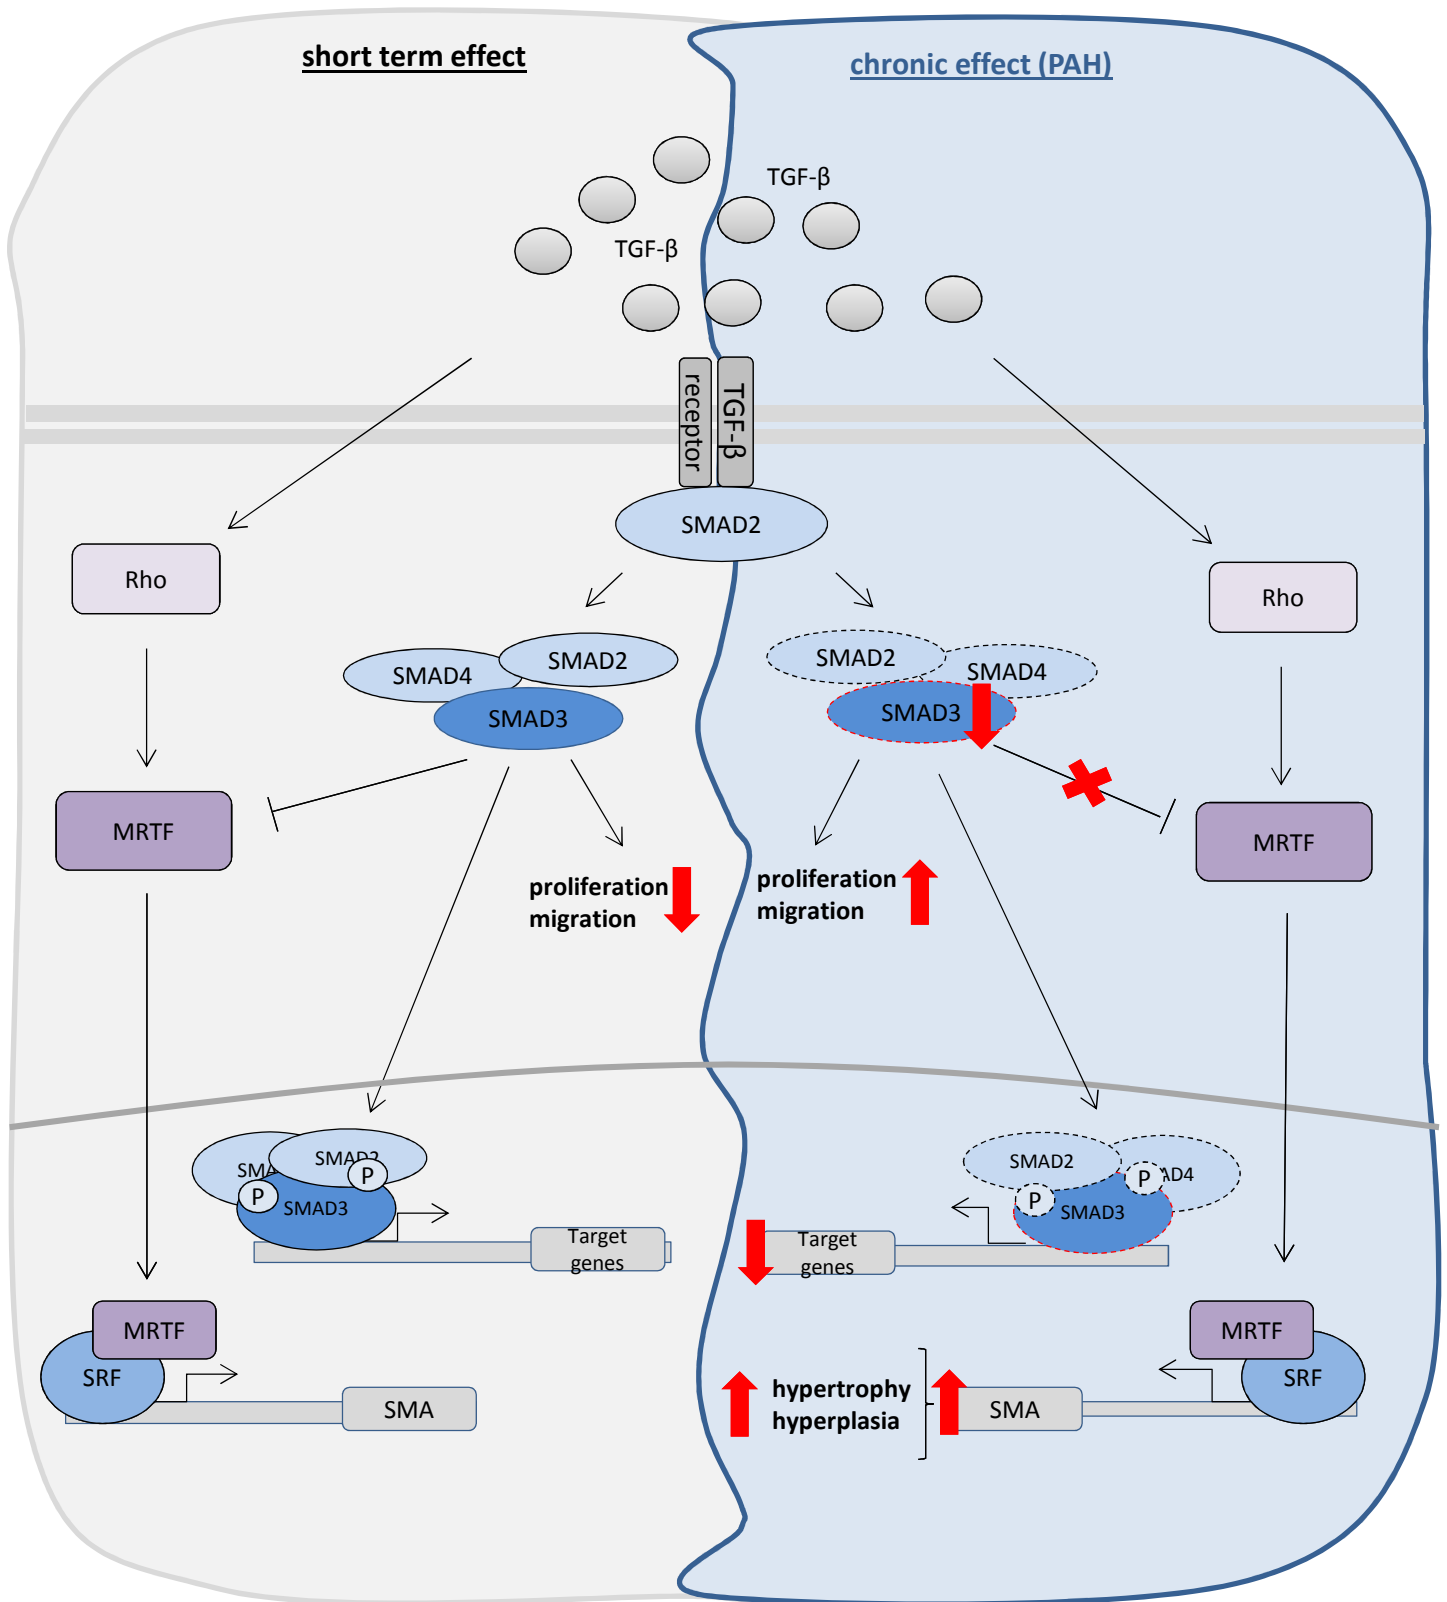 short term effect
chronic effect (PAH)
TGF-β
TGF-β
receptor
TGF-β
SMAD2
Rho
Rho
SMAD4
SMAD2
SMAD3
SMAD2
SMAD4
SMAD3
MRTF
MRTF
proliferation
migration
proliferation
migration
SMAD2
P
P
SMAD3
SMAD2
P
P
SMAD3
Target
genes
Target
genes
MRTF
SRF
SMA
hypertrophy
hyperplasia
SMA
MRTF
SRF